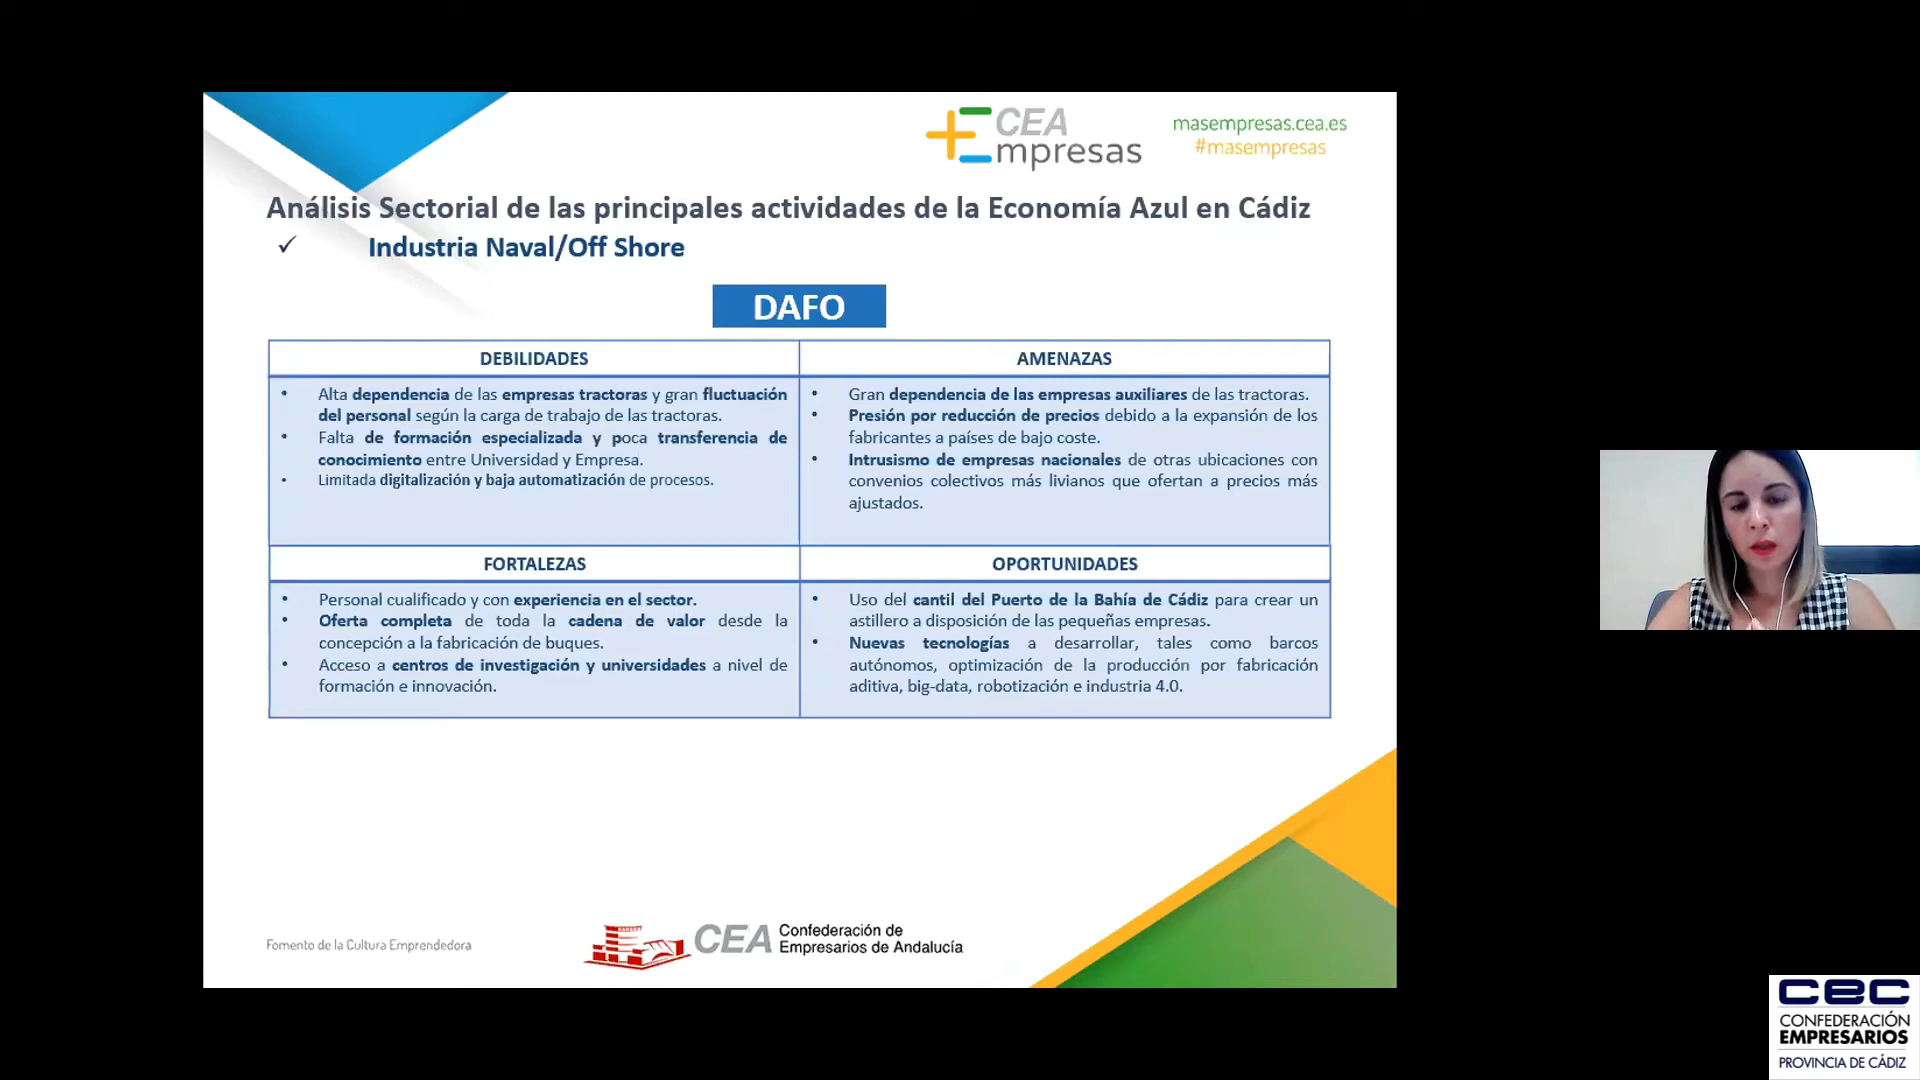 CEA
mpresas
masempresas.cea.es
#masempresas
Análisis Sectorial de las principales actividades de la Economía Azul en Cádiz
✓ Industria Naval/Off Shore
DAFO
DEBILIDADES
• Alta dependencia de las empresas tractoras y gran fluctuación
del personal según la carga de trabajo de las tractoras.
• Falta de formación especializada y poca transferencia de
conocimiento entre Universidad y Empresa.
• Limitada digitalización y baja automatización de procesos.
AMENAZAS
• Gran dependencia de las empresas auxiliares de las tractoras.
• Presión por reducción de precios debido a la expansión de los
fabricantes a países de bajo coste.
• Intrusismo de empresas nacionales de otras ubicaciones con
convenios colectivos más livianos que ofertan a precios más
ajustados.
FORTALEZAS
• Personal cualificado y con experiencia en el sector.
• Oferta completa de toda la cadena de valor desde la
concepción a la fabricación de buques.
• Acceso a centros de investigación y universidades a nivel de
formación e innovación.
OPORTUNIDADES
• Uso del cantil del Puerto de la Bahía de Cádiz para crear un
astillero a disposición de las pequeñas empresas.
• Nuevas tecnologías a desarrollar, tales como barcos
autónomos, optimización de la producción por fabricación
aditiva, big-data, robotización e industria 4.0.
Fomento de la Cultura Emprendedora
CEA Confederación de
Empresarios de Andalucía
cec
CONFEDERACIÓN
EMPRESARIOS
PROVINCIA DE CÁDIZ